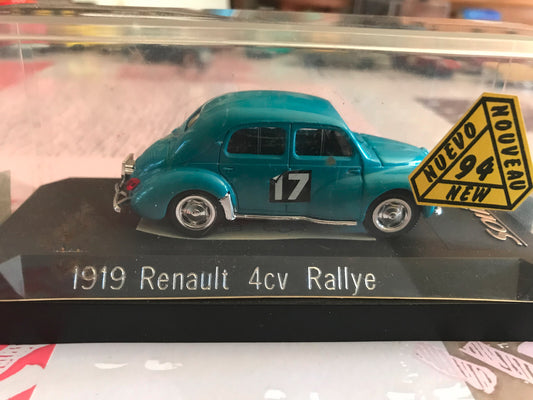 17
NUEVO
NOUVEAU
94
NEW
1919 Renault 4cv Rallye